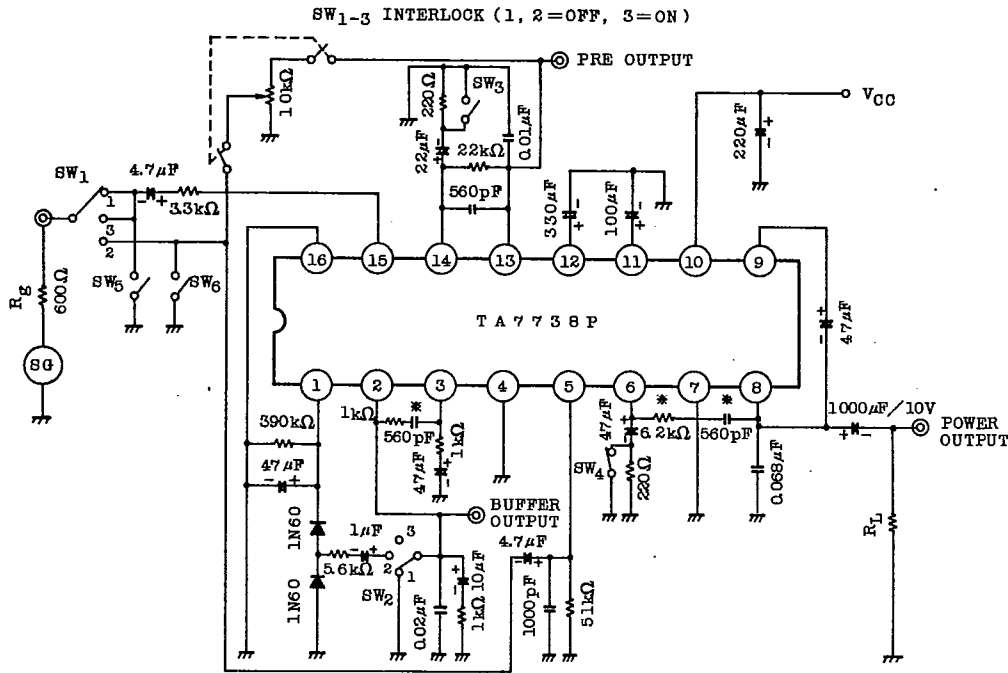 SW1-3 INTERLOCK (1, 2=OFF, 3=ON)
PRE OUTPUT
10kΩ
220Ω
SW3
0.01μF
22μF
+ -
22kΩ
560pF
VCC
220μF
+ -
SW1
4.7μF
- +
3.3kΩ
1
3
2
SW5
SW6
Rg
600Ω
SG
330μF
+ -
100μF
+ -
16
15
14
13
12
11
10
9
TA7738P
1
2
3
4
5
6
7
8
47μF
- +
390kΩ
47μF
- +
1N60
1N60
1kΩ
*
560pF
1kΩ
47μF
+ -
BUFFER
OUTPUT
1μF
- +
5.6kΩ
3
2
1
SW2
0.02μF
+ -
10μF
1kΩ
4.7μF
- +
1000pF
51kΩ
47μF
+ -
*
6.2kΩ
*
560pF
SW4
220Ω
0.068μF
1000μF/10V
+ -
POWER
OUTPUT
RL